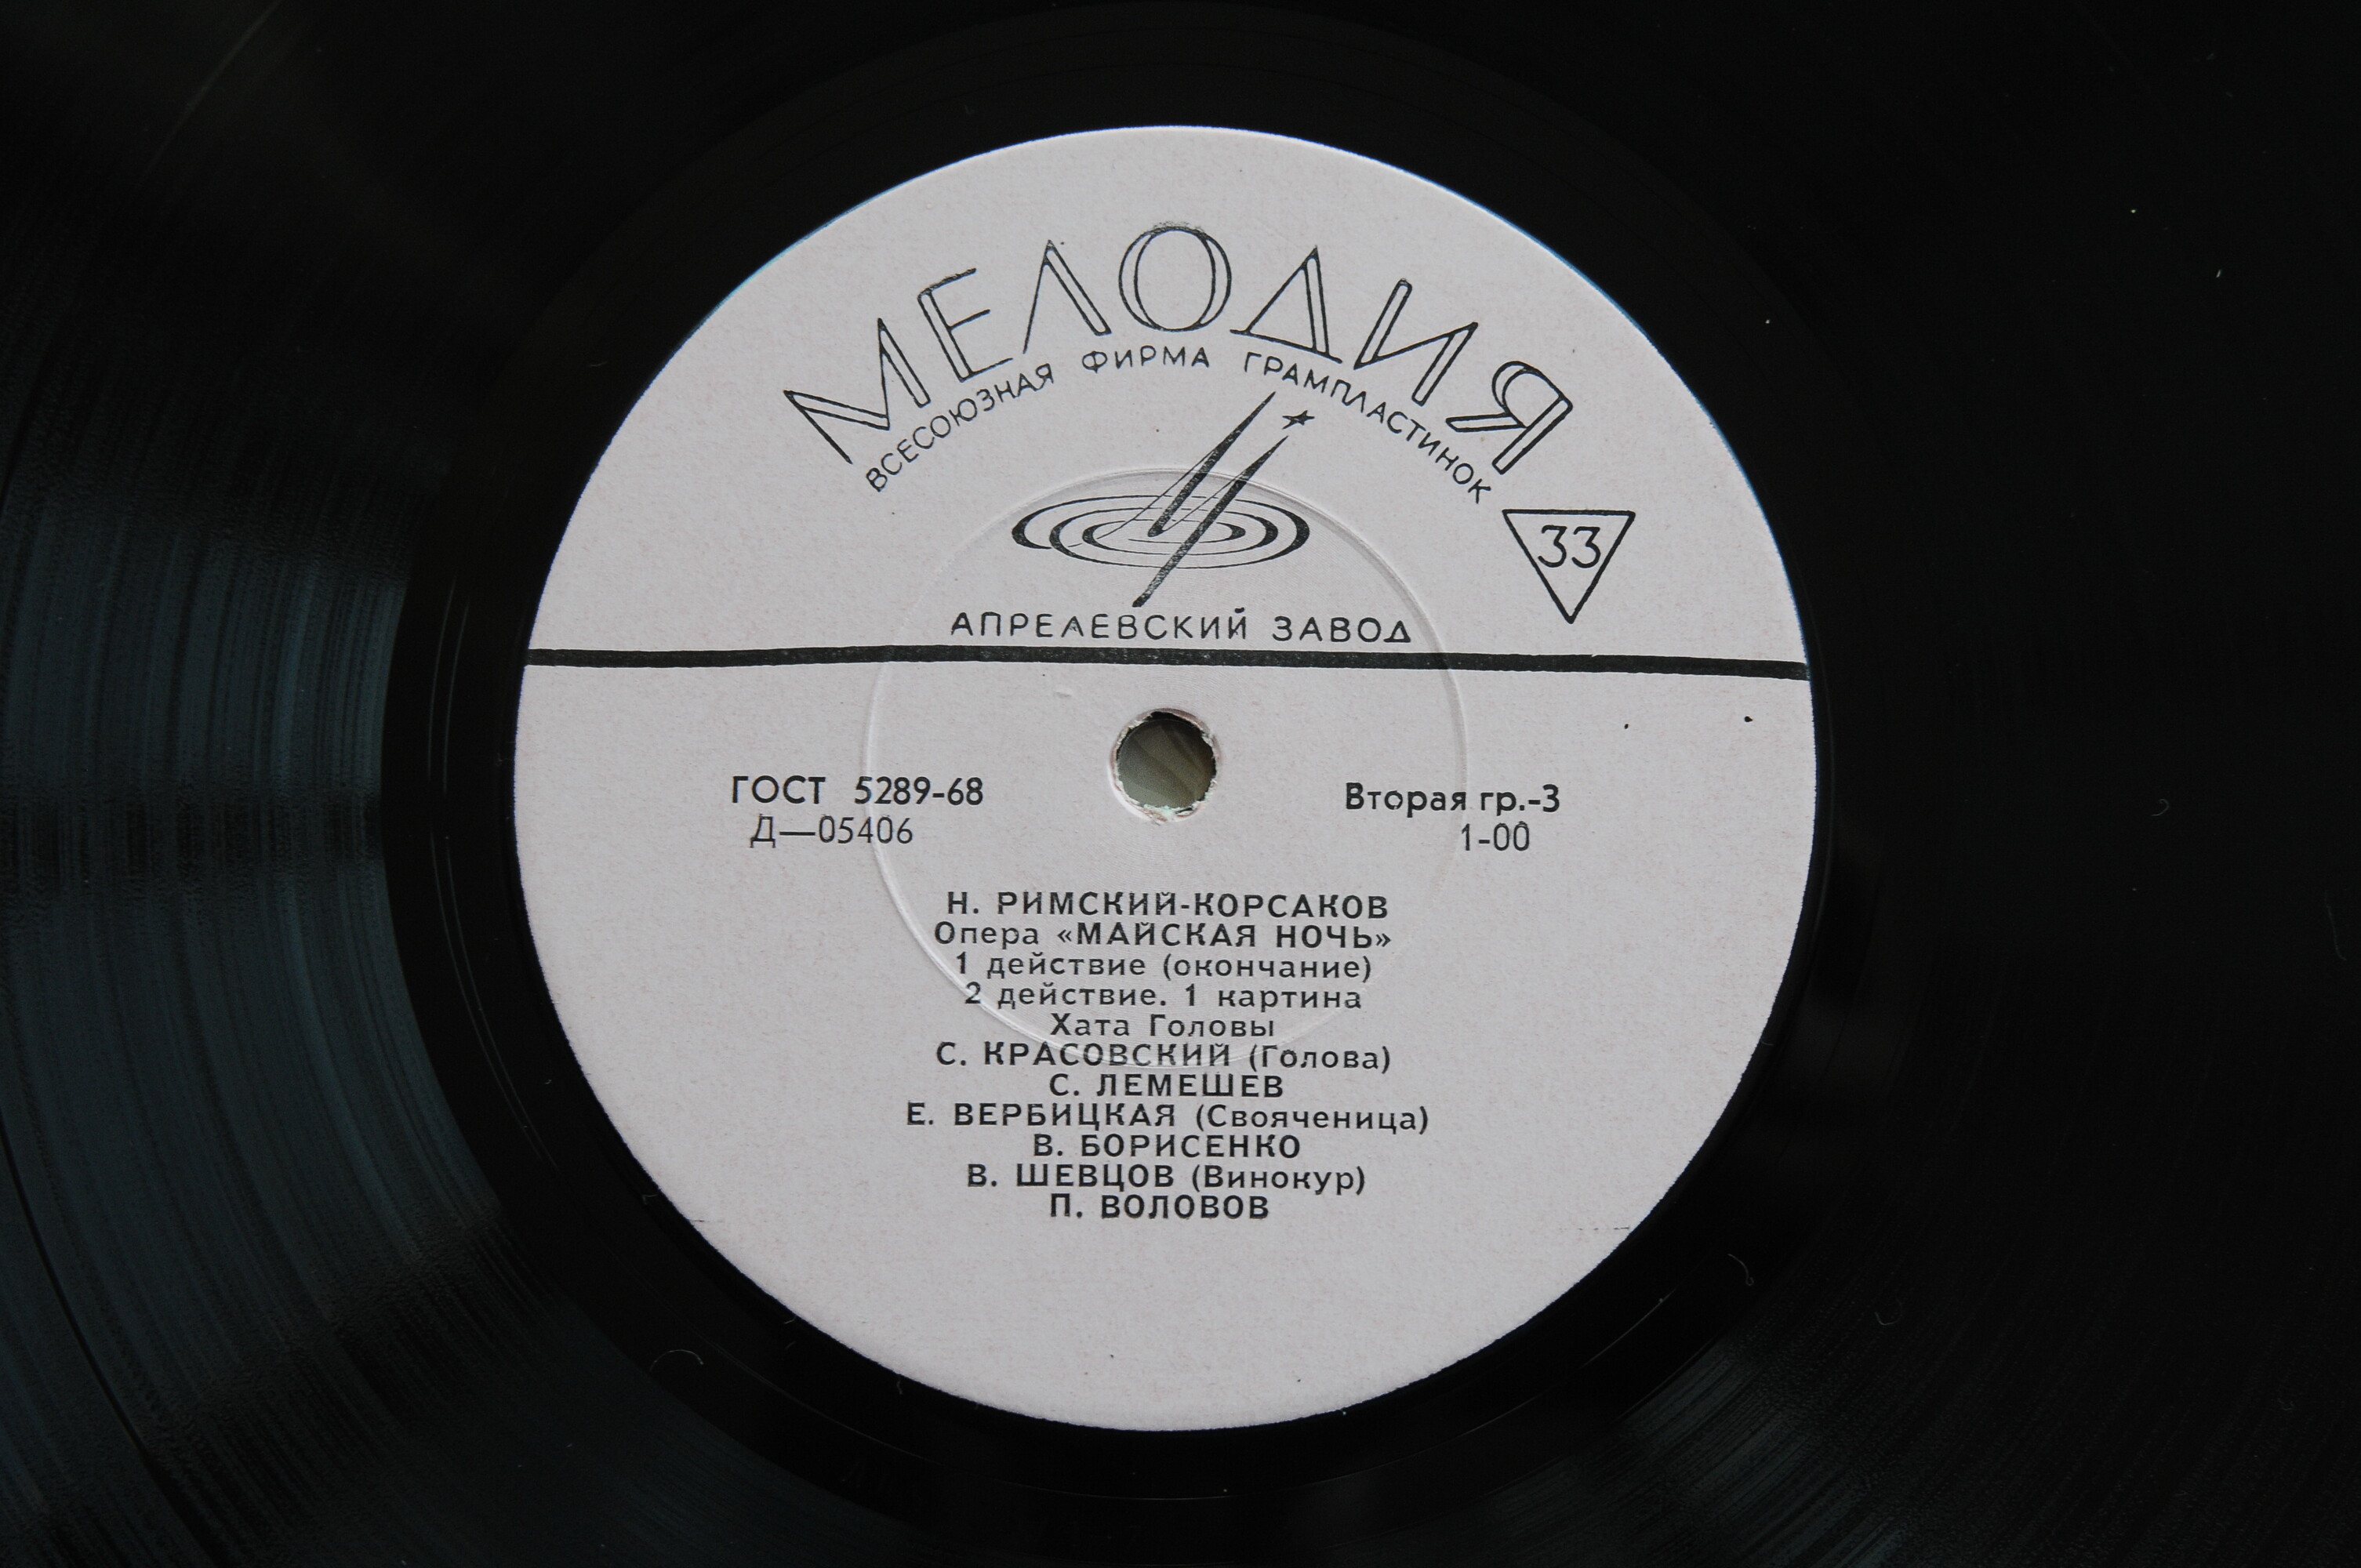 МЕЛОДИЯ
ВСЕСОЮЗНАЯ ФИРМА ГРАМПЛАСТИНОК
33
АПРЕЛЕВСКИЙ ЗАВОД
ГОСТ 5289-68
Д—05406
Вторая гр.-3
1-00
Н. РИМСКИЙ-КОРСАКОВ
Опера «МАЙСКАЯ НОЧЬ»
1 действие (окончание)
2 действие. 1 картина
Хата Головы
С. КРАСОВСКИЙ (Голова)
С. ЛЕМЕШЕВ
Е. ВЕРБИЦКАЯ (Свояченица)
В. БОРИСЕНКО
В. ШЕВЦОВ (Винокур)
П. ВОЛОВОВ